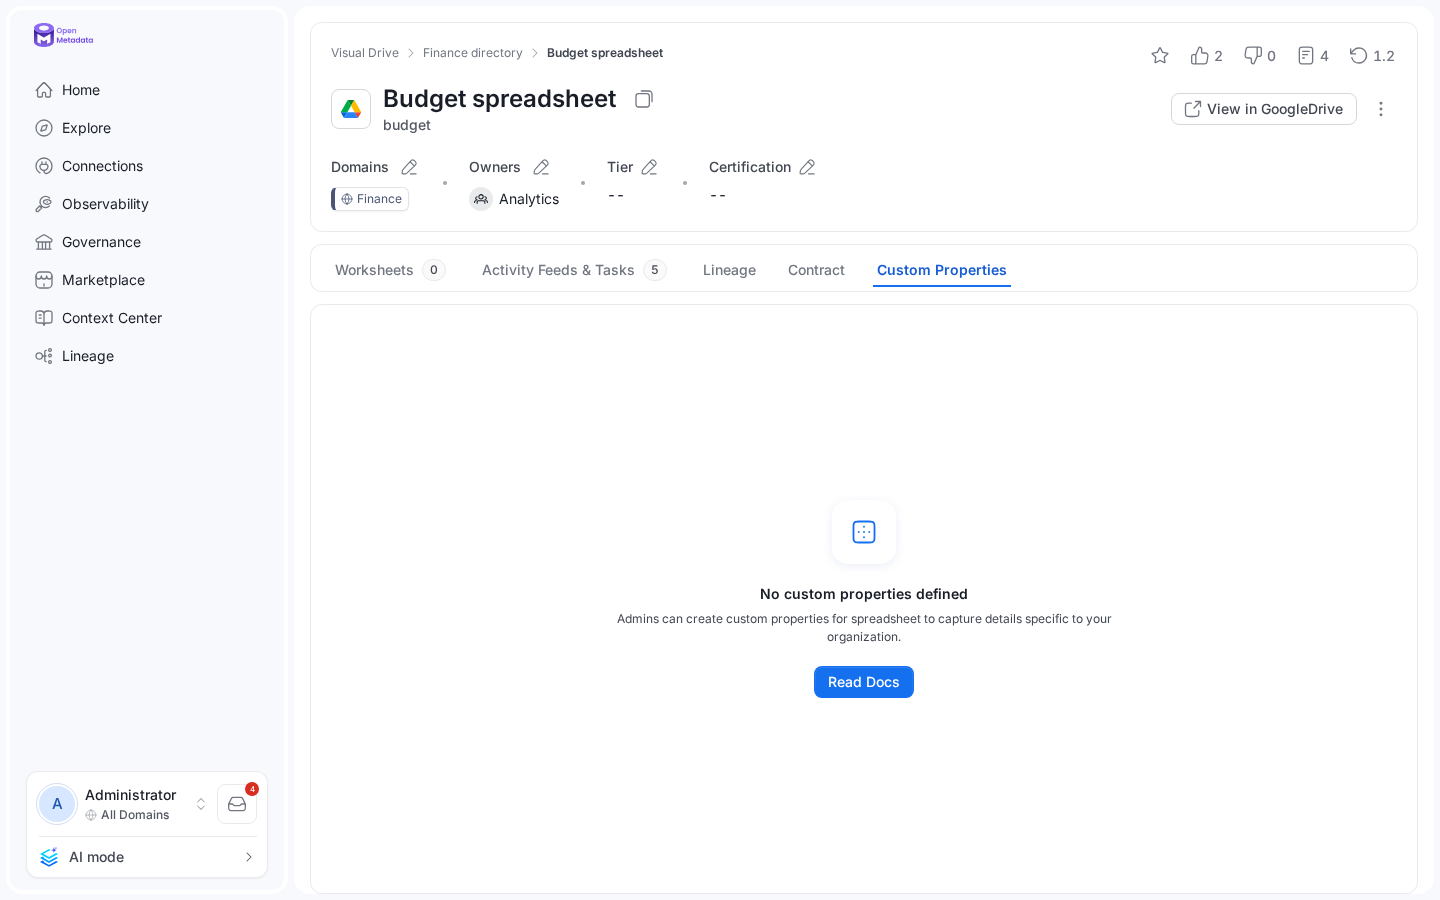 Open
Metadata
Home
Explore
Connections
Observability
Governance
Marketplace
Context Center
Lineage
A
Administrator
All Domains
4
AI mode
Visual Drive
Finance directory
Budget spreadsheet
2
0
4
1.2
Budget spreadsheet
budget
View in GoogleDrive
Domains
Finance
Owners
Analytics
Tier
--
Certification
--
Worksheets 0
Activity Feeds & Tasks 5
Lineage
Contract
Custom Properties
No custom properties defined
Admins can create custom properties for spreadsheet to capture details specific to your
organization.
Read Docs